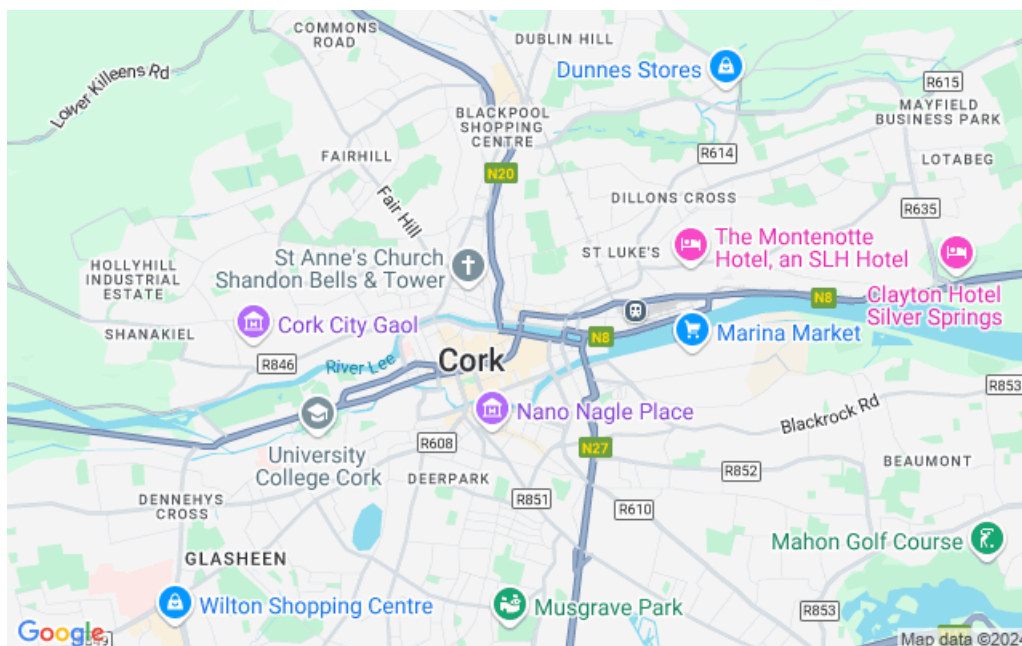 COMMONS
ROAD
DUBLIN HILL
Dunnes Stores
Lower Killeens Rd
R615
MAYFIELD
BUSINESS PARK
BLACKPOOL
SHOPPING
CENTRE
FAIRHILL
R614
LOTABEG
N20
Fair Hill
DILLONS CROSS
R635
ST LUKE'S
The Montenotte
Hotel, an SLH Hotel
St Anne's Church
Shandon Bells & Tower
HOLLYHILL
INDUSTRIAL
ESTATE
N8
Clayton Hotel
Silver Springs
SHANAKIEL
Cork City Gaol
N8
Marina Market
R846
River Lee
Cork
R853
Nano Nagle Place
Blackrock Rd
University
College Cork
R608
N27
R852
BEAUMONT
DEERPARK
DENNEHYS
CROSS
R851
R610
GLASHEEN
Mahon Golf Course
Wilton Shopping Centre
Musgrave Park
R853
Google
Map data ©2024